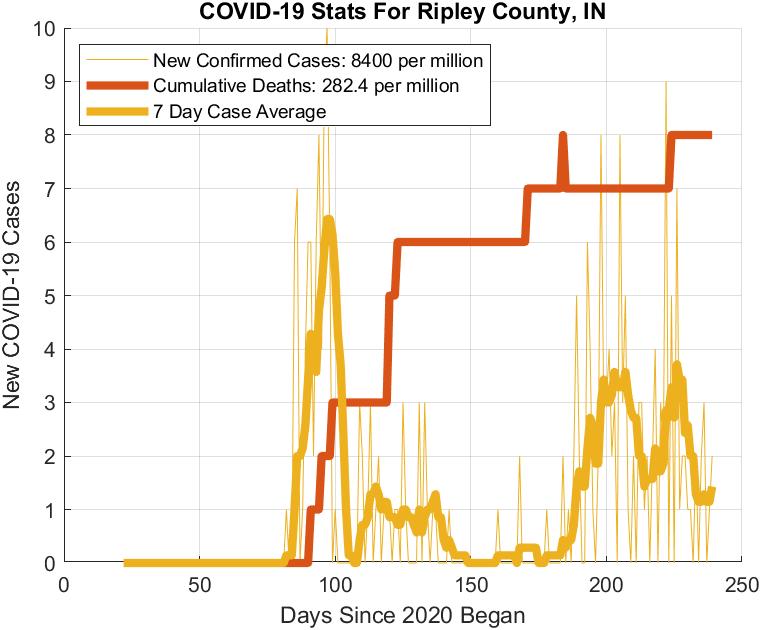 COVID-19 Stats For Ripley County, IN
New Confirmed Cases: 8400 per million
Cumulative Deaths: 282.4 per million
7 Day Case Average
New COVID-19 Cases
10
9
8
7
6
5
4
3
2
1
0
0 50 100 150 200 250
Days Since 2020 Began